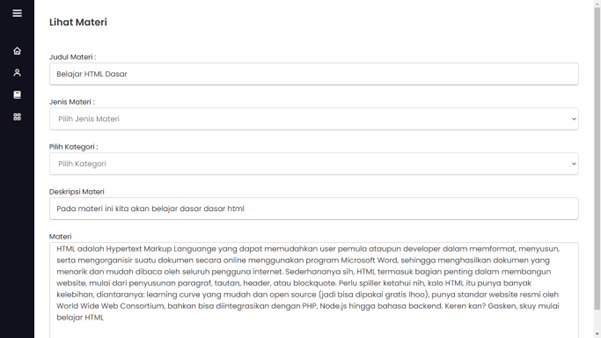 Lihat Materi
Judul Materi :
Belajar HTML Dasar
Jenis Materi :
Pilih Jenis Materi
Pilih Kategori :
Pilih Kategori
Deskripsi Materi
Pada materi ini kita akan belajar dasar dasar html
Materi
HTML adalah Hypertext Markup Languange yang dapat memudahkan user pemula ataupun developer dalam memformat, menyusun,
serta mengorganisir suatu dokumen secara online menggunakan program Microsoft Word, sehingga menghasilkan dokumen yang
menarik dan mudah dibaca oleh seluruh pengguna internet. Sederhananya sih, HTML termasuk bagian penting dalam membangun
website, mulai dari penyusunan paragraf, tautan, header, atau blockquote. Perlu spiller ketahui nih, kalo HTML itu punya banyak
kelebihan, diantaranya: learning curve yang mudah dan open source (jadi bisa dipakai gratis lhoo), punya standar website resmi oleh
World Wide Web Consortium, bahkan bisa diintegrasikan dengan PHP, Node.js hingga bahasa backend. Keren kan? Gasken, skuy mulai
belajar HTML